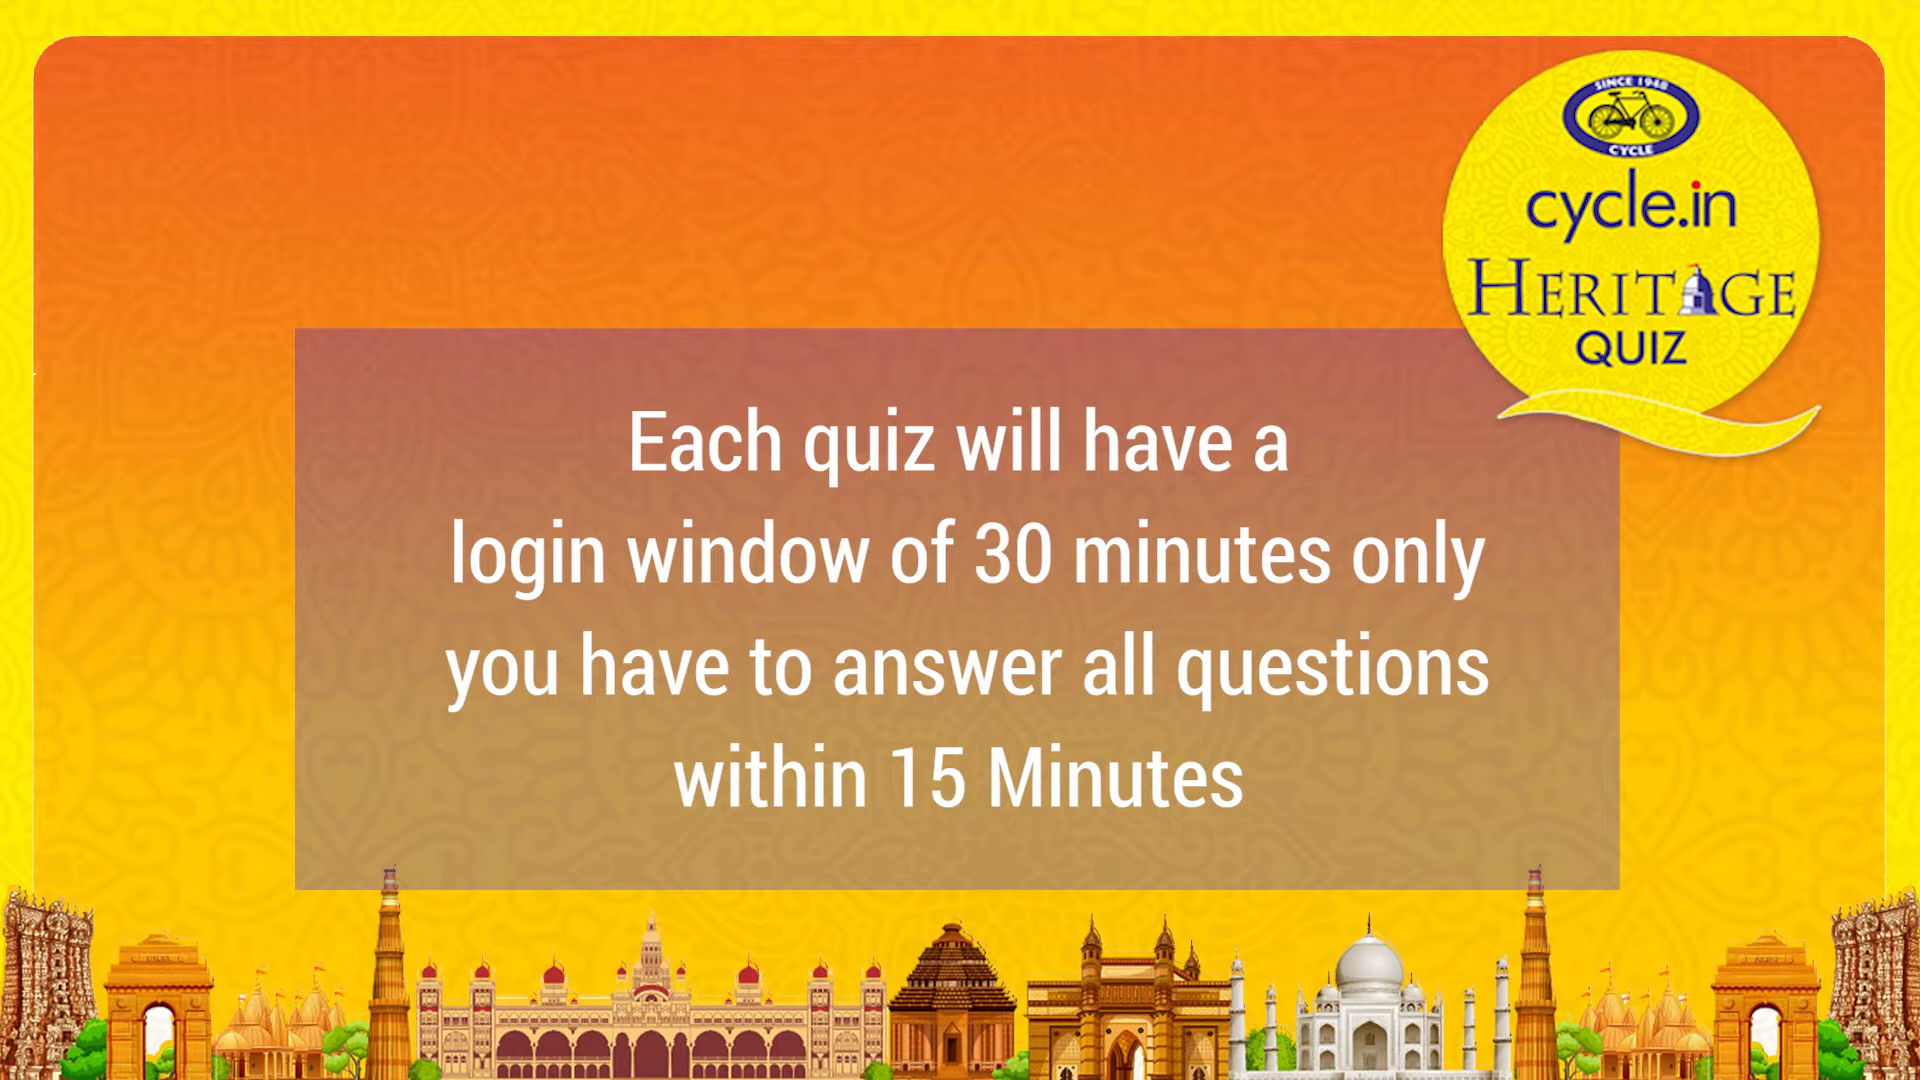 SINCE 1948
CYCLE
cycle.in
HERITAGE
QUIZ
Each quiz will have a
login window of 30 minutes only
you have to answer all questions
within 15 Minutes